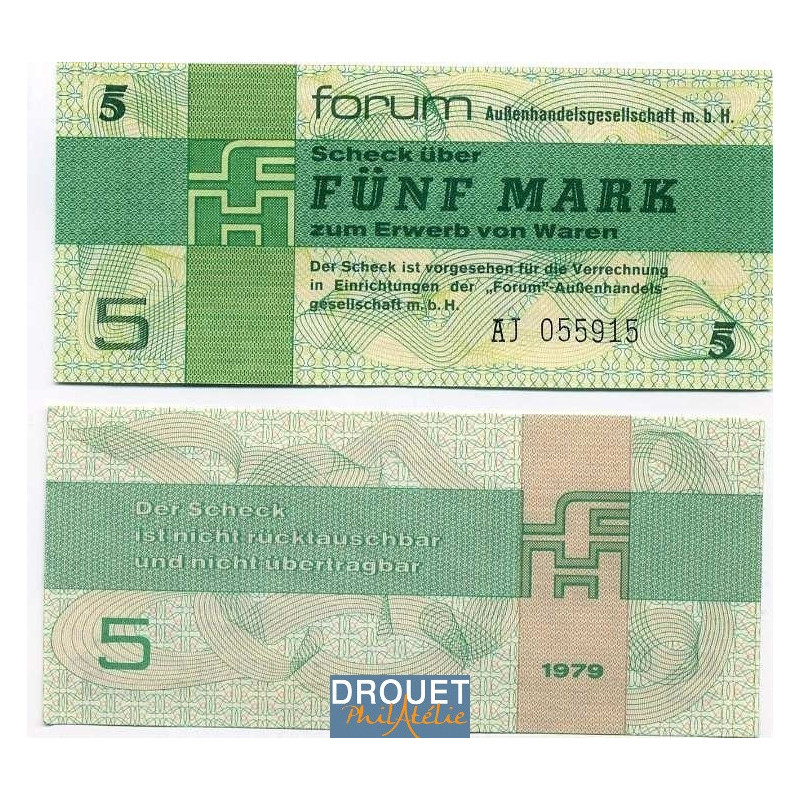 5
forum Außenhandelsgesellschaft m. b. H.
Scheck über
FÜNF MARK
zum Erwerb von Waren
Der Scheck ist vorgesehen für die Verrechnung
in Einrichtungen der „Forum"-Außenhandels-
gesellschaft m. b. H.
5
AJ 055915
5
Der Scheck
ist nicht rücktauschbar
und nicht übertragbar
5
1979
DROUET
PhilAtélie